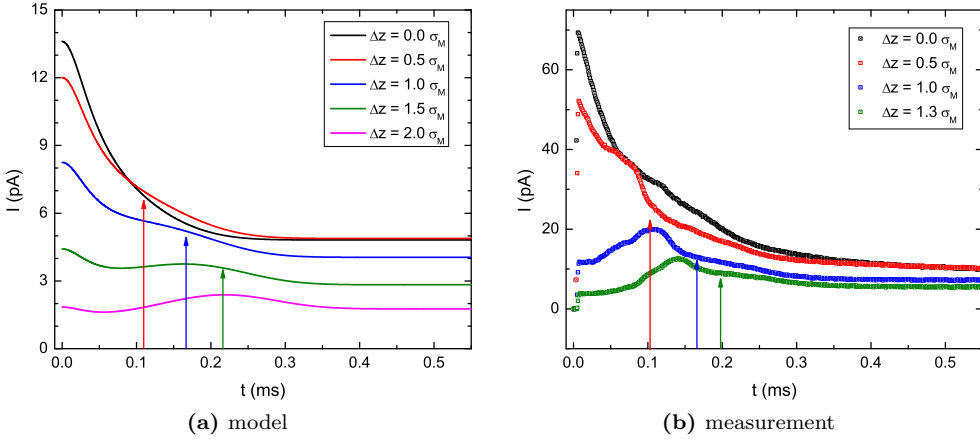 15
12
9
6
3
0
I (pA)
Δz = 0.0 σM
Δz = 0.5 σM
Δz = 1.0 σM
Δz = 1.5 σM
Δz = 2.0 σM
0.0 0.1 0.2 0.3 0.4 0.5
t (ms)
(a) model
60
40
20
0
I (pA)
Δz = 0.0 σM
Δz = 0.5 σM
Δz = 1.0 σM
Δz = 1.3 σM
0.0 0.1 0.2 0.3 0.4 0.5
t (ms)
(b) measurement